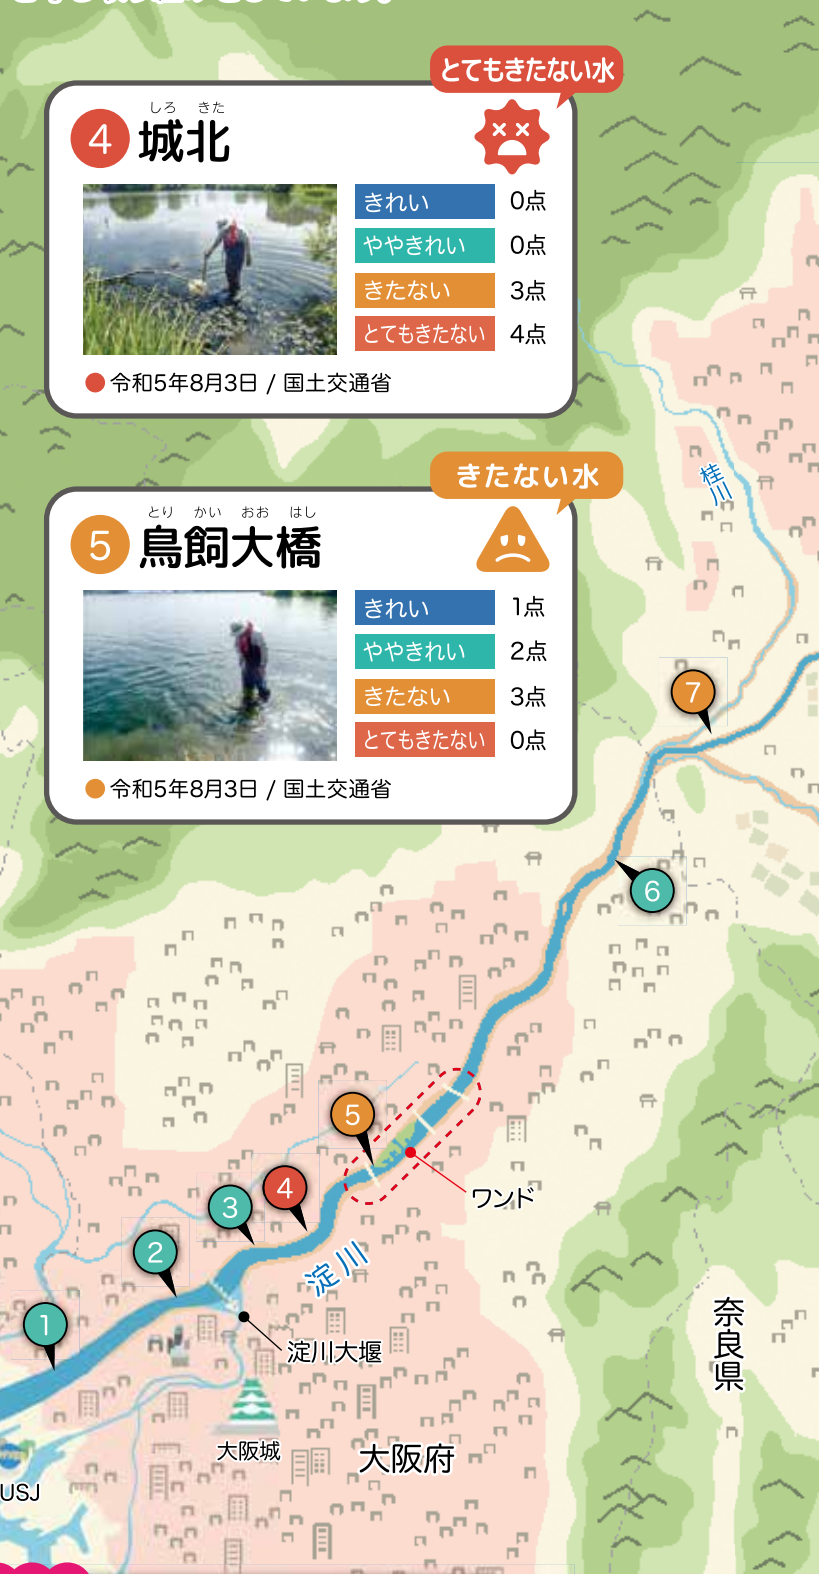 とてもきたない水
しろ きた
4 城北
きれい 0点
ややきれい 0点
きたない 3点
とてもきたない 4点
令和5年8月3日 / 国土交通省
きたない水
とり かい おお はし
5 鳥飼大橋
きれい 1点
ややきれい 2点
きたない 3点
とてもきたない 0点
令和5年8月3日 / 国土交通省
桂川
7
6
5
ワンド
4
3
淀川
2
1
淀川大堰
奈良県
大阪城
大阪府
USJ